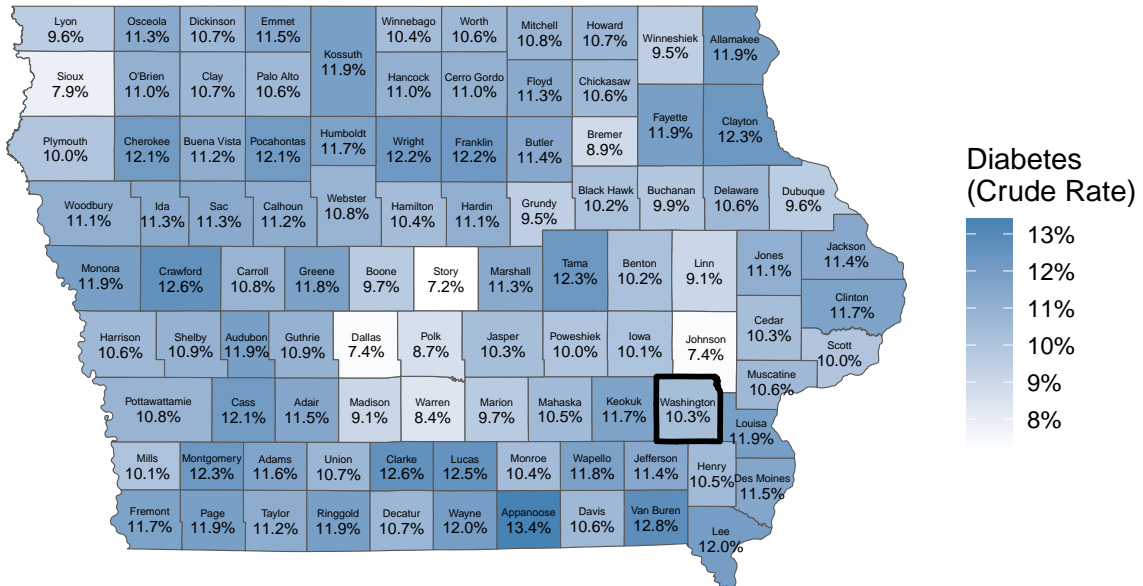 Lyon
9.6%
Osceola
11.3%
Dickinson
10.7%
Emmet
11.5%
Kossuth
11.9%
Winnebago
10.4%
Worth
10.6%
Mitchell
10.8%
Howard
10.7%
Winneshiek
9.5%
Allamakee
11.9%
Sioux
7.9%
O'Brien
11.0%
Clay
10.7%
Palo Alto
10.6%
Hancock
11.0%
Cerro Gordo
11.0%
Floyd
11.3%
Chickasaw
10.6%
Fayette
11.9%
Clayton
12.3%
Plymouth
10.0%
Cherokee
12.1%
Buena Vista
11.2%
Pocahontas
12.1%
Humboldt
11.7%
Wright
12.2%
Franklin
12.2%
Butler
11.4%
Bremer
8.9%
Woodbury
11.1%
Ida
11.3%
Sac
11.3%
Calhoun
11.2%
Webster
10.8%
Hamilton
10.4%
Hardin
11.1%
Grundy
9.5%
Black Hawk
10.2%
Buchanan
9.9%
Delaware
10.6%
Dubuque
9.6%
Monona
11.9%
Crawford
12.6%
Carroll
10.8%
Greene
11.8%
Boone
9.7%
Story
7.2%
Marshall
11.3%
Tama
12.3%
Benton
10.2%
Linn
9.1%
Jones
11.1%
Jackson
11.4%
Clinton
11.7%
Harrison
10.6%
Shelby
10.9%
Audubon
11.9%
Guthrie
10.9%
Dallas
7.4%
Polk
8.7%
Jasper
10.3%
Poweshiek
10.0%
Iowa
10.1%
Johnson
7.4%
Cedar
10.3%
Scott
10.0%
Muscatine
10.6%
Pottawattamie
10.8%
Cass
12.1%
Adair
11.5%
Madison
9.1%
Warren
8.4%
Marion
9.7%
Mahaska
10.5%
Keokuk
11.7%
Washington
10.3%
Louisa
11.9%
Mills
10.1%
Montgomery
12.3%
Adams
11.6%
Union
10.7%
Clarke
12.6%
Lucas
12.5%
Monroe
10.4%
Wapello
11.8%
Jefferson
11.4%
Henry
10.5%
Des Moines
11.5%
Fremont
11.7%
Page
11.9%
Taylor
11.2%
Ringgold
11.9%
Decatur
10.7%
Wayne
12.0%
Appanoose
13.4%
Davis
10.6%
Van Buren
12.8%
Lee
12.0%
Diabetes
(Crude Rate)
13%
12%
11%
10%
9%
8%